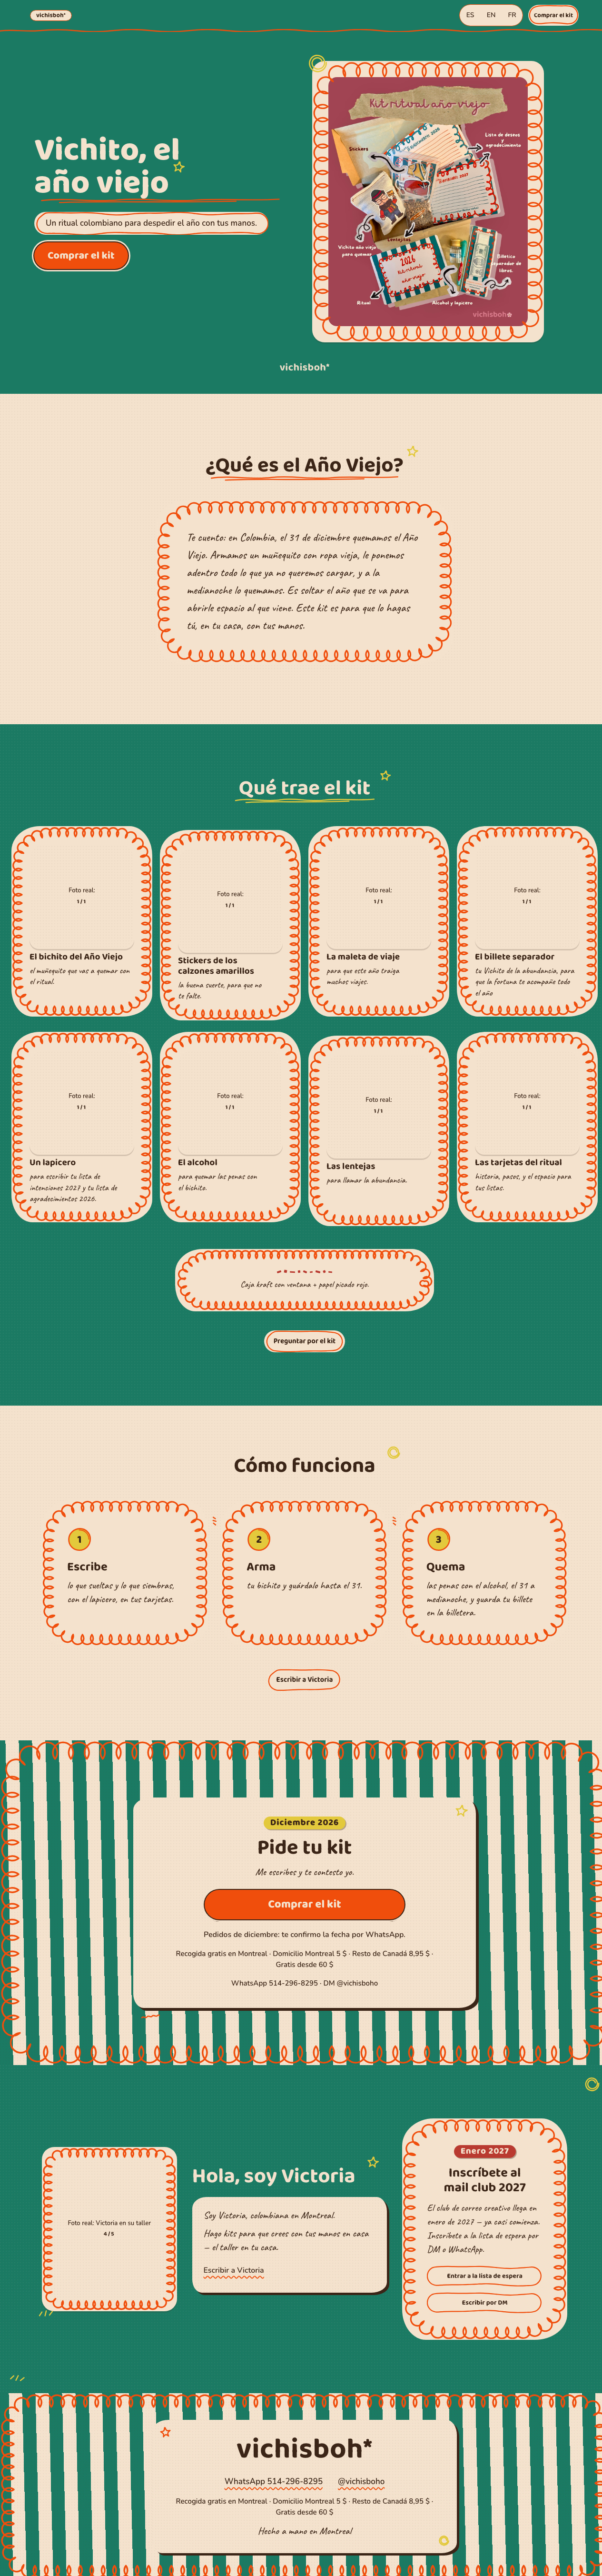 vichisboh*
ES EN FR
Comprar el kit
Vichito, el
año viejo
Un ritual colombiano para despedir el año con tus manos.
Comprar el kit
Kit ritual año viejo
Stickers
Lista de deseos y
agradecimiento
Vichito año viejo
para quemar
Lentejas
2026
Billetico
separador de
libros.
Ritual
Alcohol y lapicero
vichisboh*
vichisboh*
¿Qué es el Año Viejo?
Te cuento: en Colombia, el 31 de diciembre quemamos el Año
Viejo. Armamos un muñequito con ropa vieja, le ponemos
adentro todo lo que ya no queremos cargar, y a la
medianoche lo quemamos. Es soltar el año que se va para
abrirle espacio al que viene. Este kit es para que lo hagas
tú, en tu casa, con tus manos.
Qué trae el kit
Foto real:
1/1
El bichito del Año Viejo
el muñequito que vas a quemar con
el ritual.
Foto real:
1/1
Stickers de los
calzones amarillos
la buena suerte, para que no
te falte.
Foto real:
1/1
La maleta de viaje
para que este año traiga
muchos viajes.
Foto real:
1/1
El billete separador
tu Vichito de la abundancia, para
que la fortuna te acompañe todo
el año
Foto real:
1/1
Un lapicero
para escribir tu lista de
intenciones 2027 y tu lista de
agradecimientos 2026.
Foto real:
1/1
El alcohol
para quemar las penas con
el bichito.
Foto real:
1/1
Las lentejas
para llamar la abundancia.
Foto real:
1/1
Las tarjetas del ritual
historia, pasos, y el espacio para
tus listas.
Caja kraft con ventana + papel picado rojo.
Preguntar por el kit
Cómo funciona
1
Escribe
lo que sueltas y lo que siembras,
con el lapicero, en tus tarjetas.
2
Arma
tu bichito y guárdalo hasta el 31.
3
Quema
las penas con el alcohol, el 31 a
medianoche, y guarda tu billete
en la billetera.
Escribir a Victoria
Diciembre 2026
Pide tu kit
Me escribes y te contesto yo.
Comprar el kit
Pedidos de diciembre: te confirmo la fecha por WhatsApp.
Recogida gratis en Montreal · Domicilio Montreal 5 $ · Resto de Canadá 8,95 $ ·
Gratis desde 60 $
WhatsApp 514-296-8295 · DM @vichisboho
Foto real: Victoria en su taller
4/5
Hola, soy Victoria
Soy Victoria, colombiana en Montreal.
Hago kits para que crees con tus manos en casa
— el taller en tu casa.
Escribir a Victoria
Enero 2027
Inscríbete al
mail club 2027
El club de correo creativo llega en
enero de 2027 — ya casi comienza.
Inscríbete a la lista de espera por
DM o WhatsApp.
Entrar a la lista de espera
Escribir por DM
vichisboh*
WhatsApp 514-296-8295 @vichisboho
Recogida gratis en Montreal · Domicilio Montreal 5 $ · Resto de Canadá 8,95 $ ·
Gratis desde 60 $
Hecho a mano en Montreal